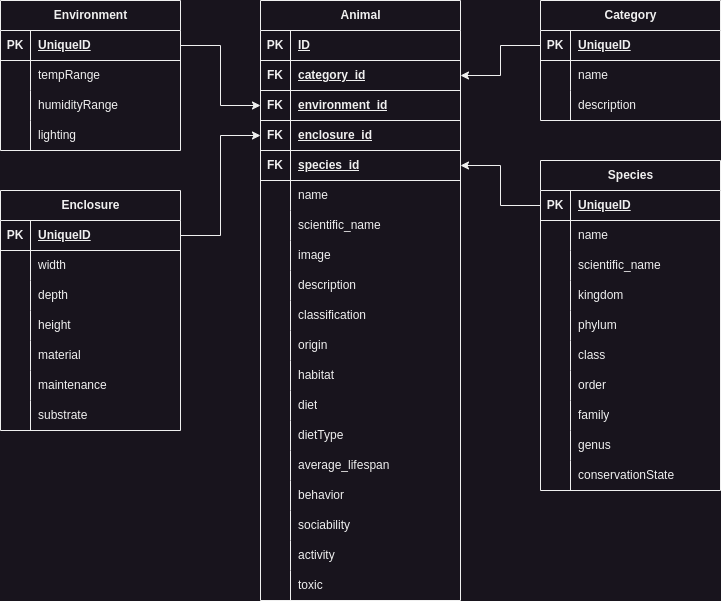 Environment
PK UniqueID
tempRange
humidityRange
lighting
Enclosure
PK UniqueID
width
depth
height
material
maintenance
substrate
Animal
PK ID
FK category_id
FK environment_id
FK enclosure_id
FK species_id
name
scientific_name
image
description
classification
origin
habitat
diet
dietType
average_lifespan
behavior
sociability
activity
toxic
Category
PK UniqueID
name
description
Species
PK UniqueID
name
scientific_name
kingdom
phylum
class
order
family
genus
conservationState